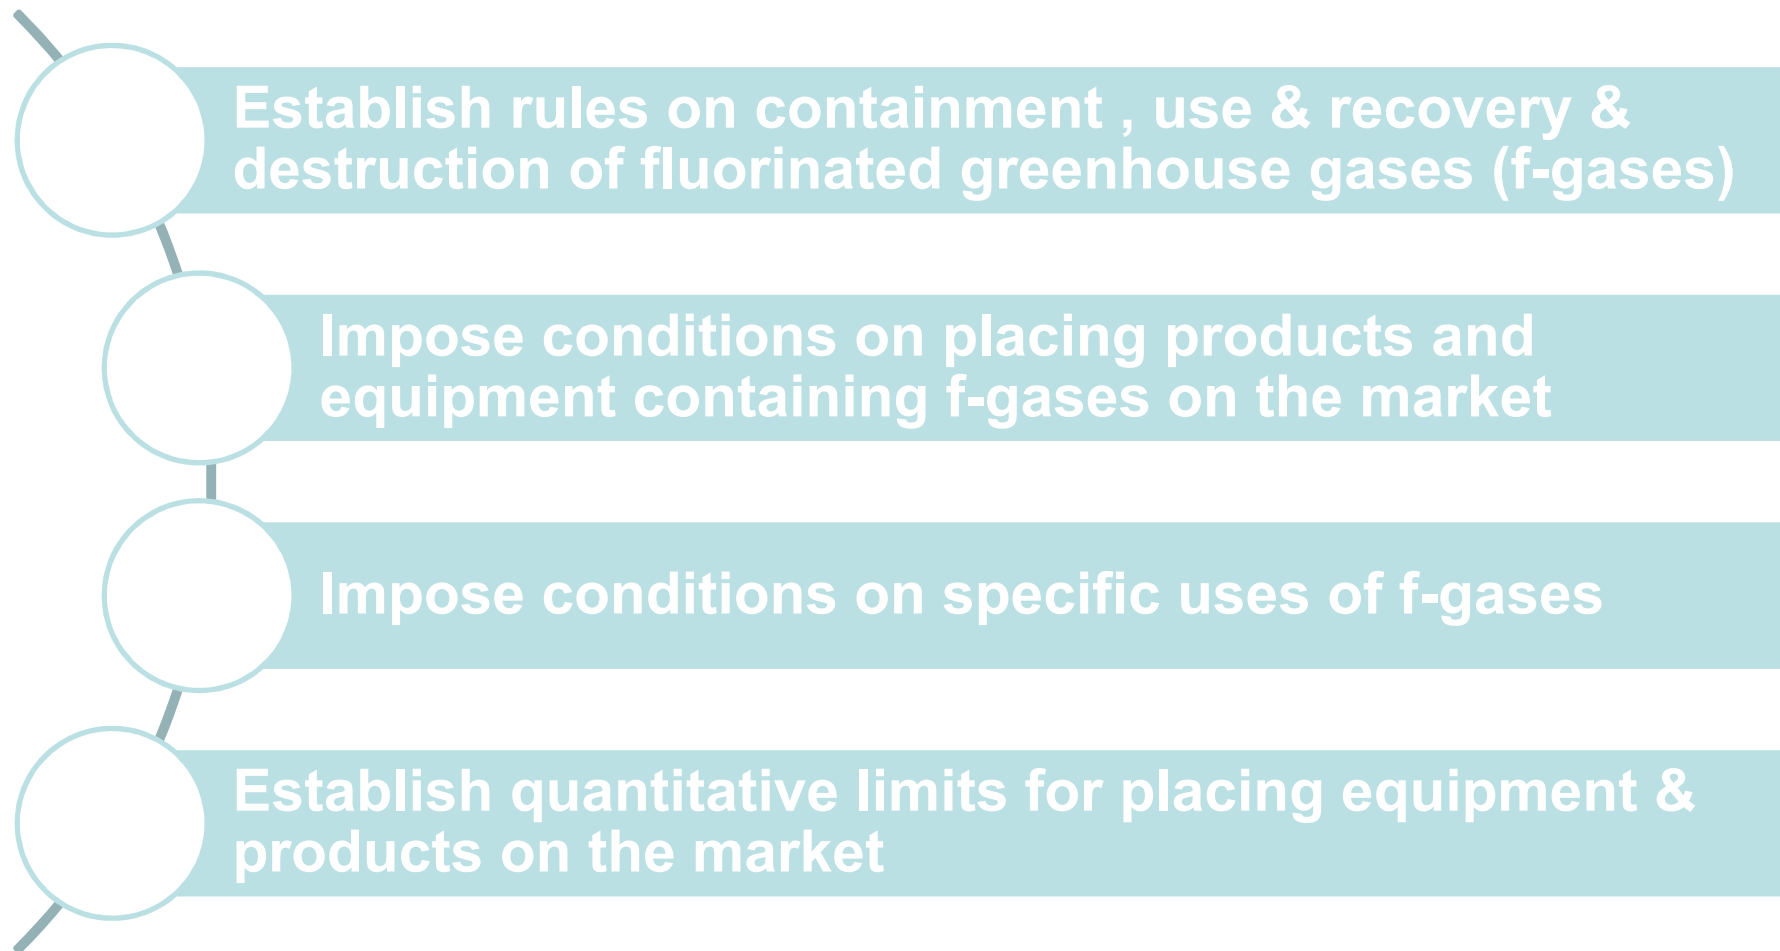 Establish rules on containment , use & recovery &
destruction of fluorinated greenhouse gases (f-gases)
Impose conditions on placing products and
equipment containing f-gases on the market
Impose conditions on specific uses of f-gases
Establish quantitative limits for placing equipment &
products on the market